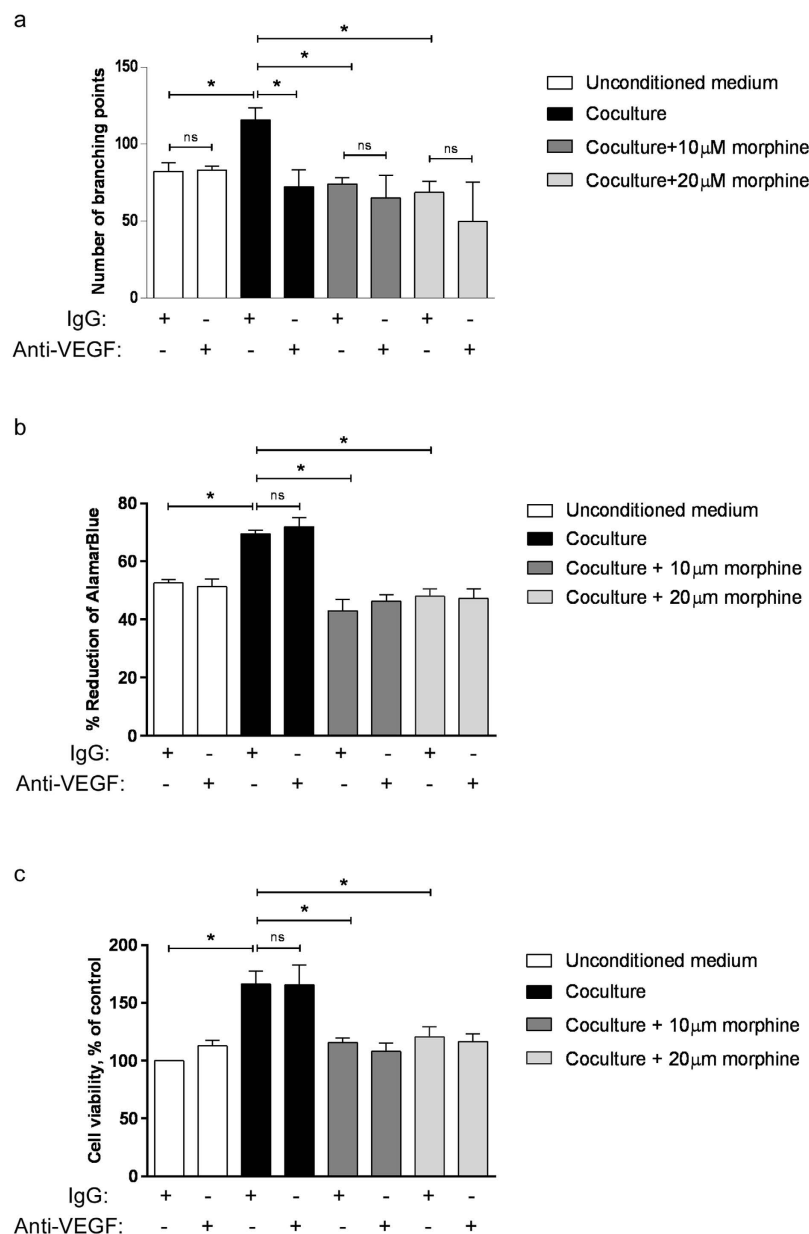 a
*
*
* *
ns ns ns
150
100
50
0
Number of branching points
Unconditioned medium
Coculture
Coculture+10μM morphine
Coculture+20μM morphine
IgG: + - + - + - + -
Anti-VEGF: - + - + - + - +
b
*
*
* ns
80
60
40
20
0
% Reduction of AlamarBlue
Unconditioned medium
Coculture
Coculture + 10μm morphine
Coculture + 20μm morphine
IgG: + - + - + - + -
Anti-VEGF: - + - + - + - +
c
*
*
* ns
200
150
100
50
0
Cell viability, % of control
Unconditioned medium
Coculture
Coculture + 10μm morphine
Coculture + 20μm morphine
IgG: + - + - + - + -
Anti-VEGF: - + - + - + - +